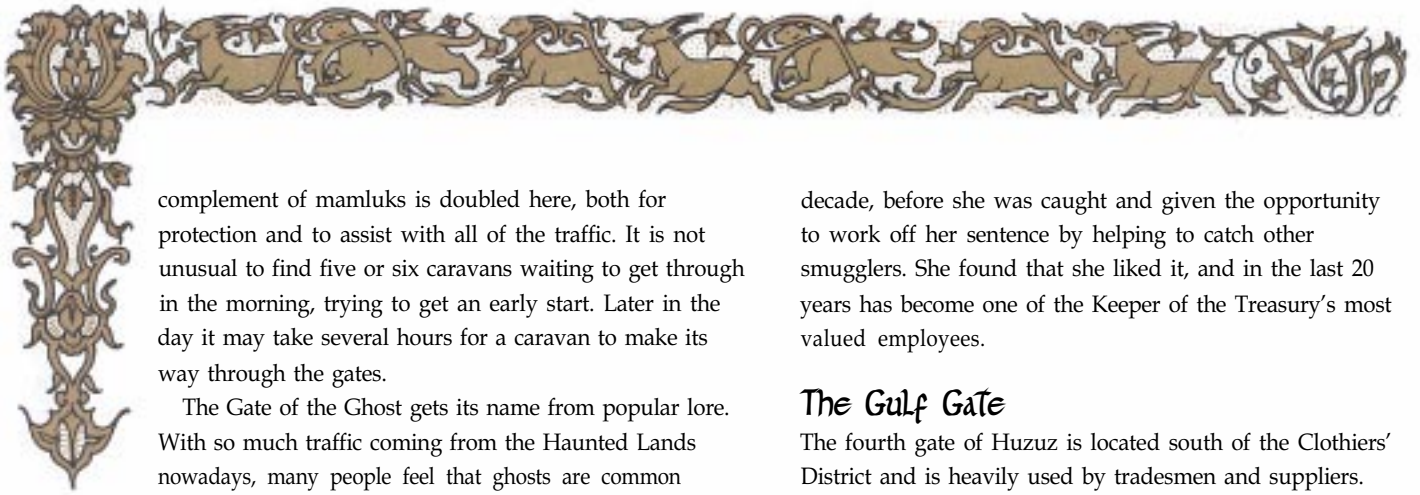 complement of mamluks is doubled here, both for
protection and to assist with all of the traffic. It is not
unusual to find five or six caravans waiting to get through
in the morning, trying to get an early start. Later in the
day it may take several hours for a caravan to make its
way through the gates.
The Gate of the Ghost gets its name from popular lore.
With so much traffic coming from the Haunted Lands
nowadays, many people feel that ghosts are common
decade, before she was caught and given the opportunity
to work off her sentence by helping to catch other
smugglers. She found that she liked it, and in the last 20
years has become one of the Keeper of the Treasury's most
valued employees.
The Gulf Gate
The fourth gate of Huzuz is located south of the Clothiers'
District and is heavily used by tradesmen and suppliers.